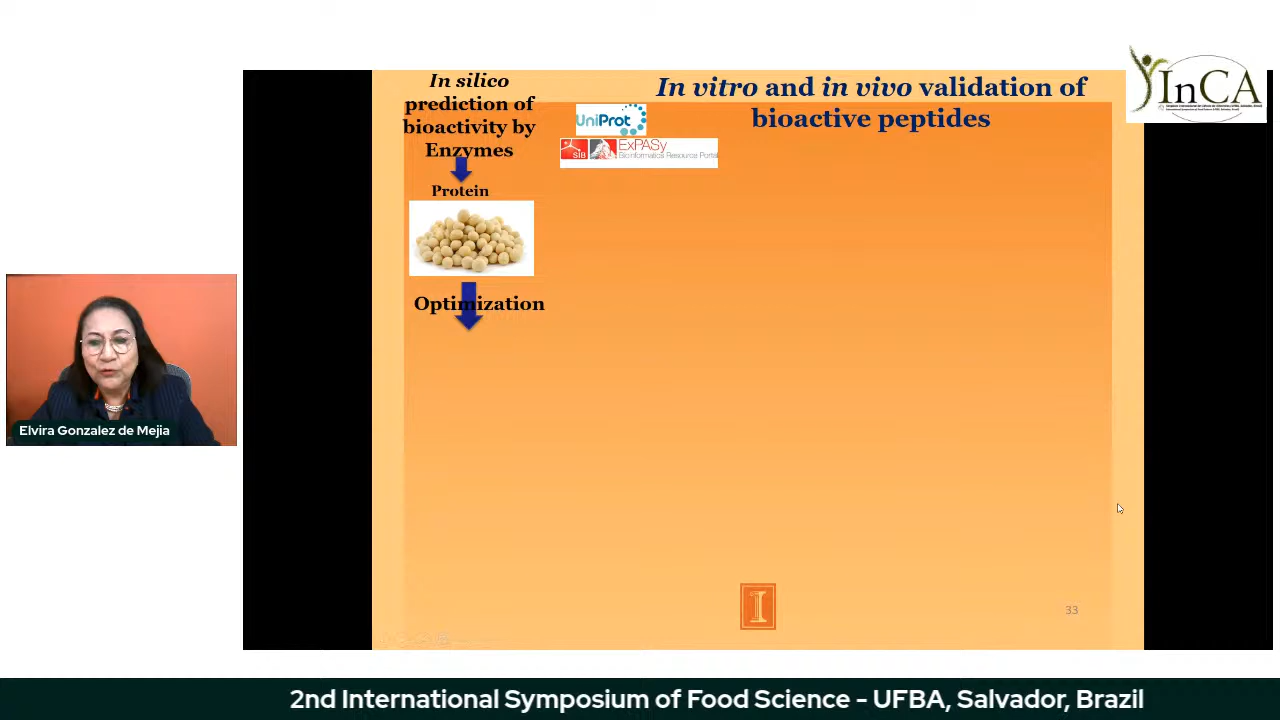 In silico
prediction of
bioactivity by
Enzymes
Protein
Optimization
In vitro and in vivo validation of
bioactive peptides
UniProt
SIB
ExPASy
Bioinformatics Resource Portal
InCA
Elvira Gonzalez de Mejia
I
33
2nd International Symposium of Food Science - UFBA, Salvador, Brazil